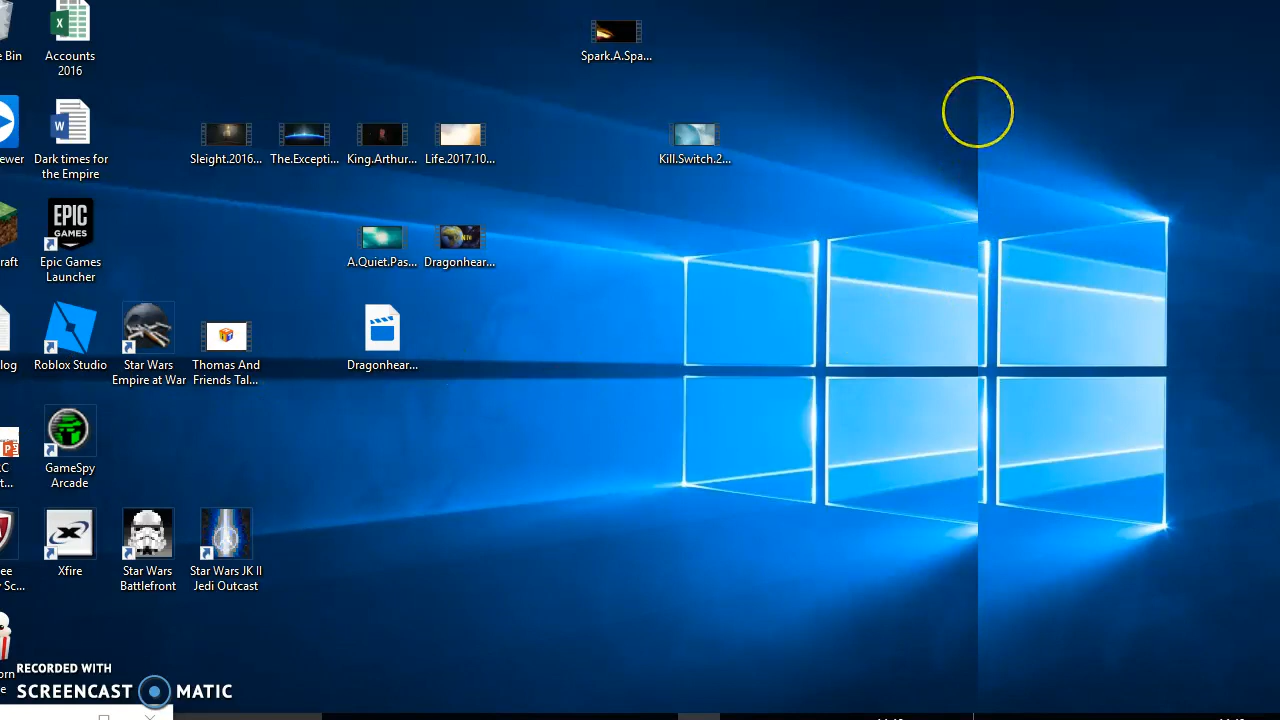 Spark.A.Spa...
e Bin
Accounts
2016
ewer
Dark times for
the Empire
Sleight.2016...
The.Excepti...
King.Arthur...
Life.2017.10...
Kill.Switch.2...
raft
EPIC
GAMES
Epic Games
Launcher
A.Quiet.Pas...
Dragonhear...
log
Roblox Studio
Star Wars
Empire at War
Thomas And
Friends Tal...
Dragonhear...
C
t...
GameSpy
Arcade
ee
y Sc...
Xfire
Star Wars
Battlefront
Star Wars JK II
Jedi Outcast
orn
e
RECORDED WITH
SCREENCAST MATIC